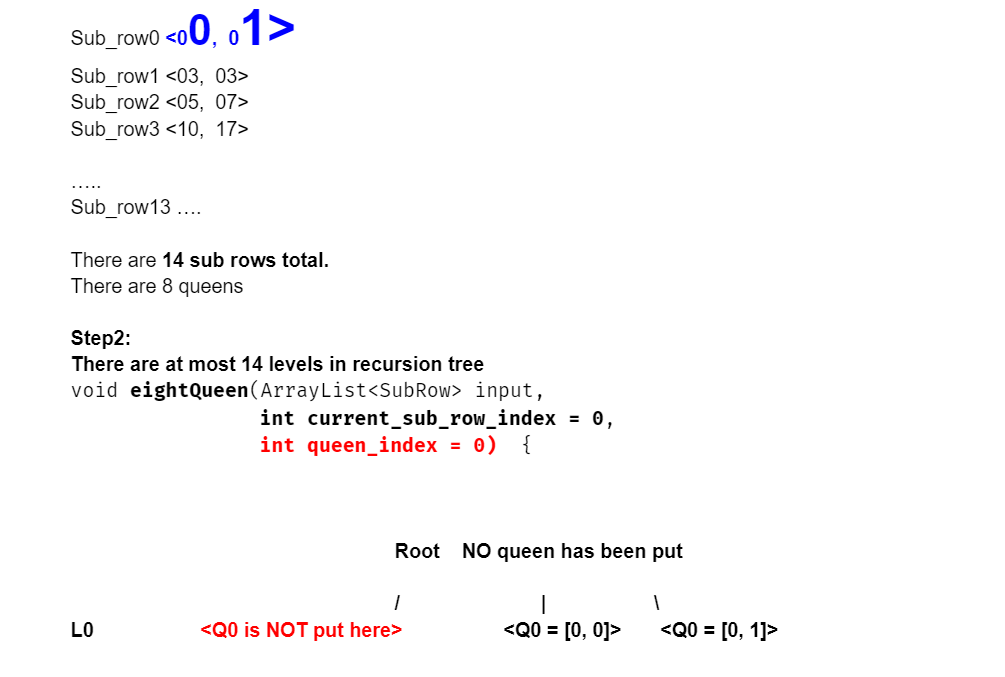 Sub_row0 <00, 01>
Sub_row1 <03, 03>
Sub_row2 <05, 07>
Sub_row3 <10, 17>
…..
Sub_row13 ….
There are 14 sub rows total.
There are 8 queens
Step2:
There are at most 14 levels in recursion tree
void eightQueen(ArrayList<SubRow> input,
int current_sub_row_index = 0,
int queen_index = 0) {
Root NO queen has been put
/ | \
L0 <Q0 is NOT put here> <Q0 = [0, 0]> <Q0 = [0, 1]>